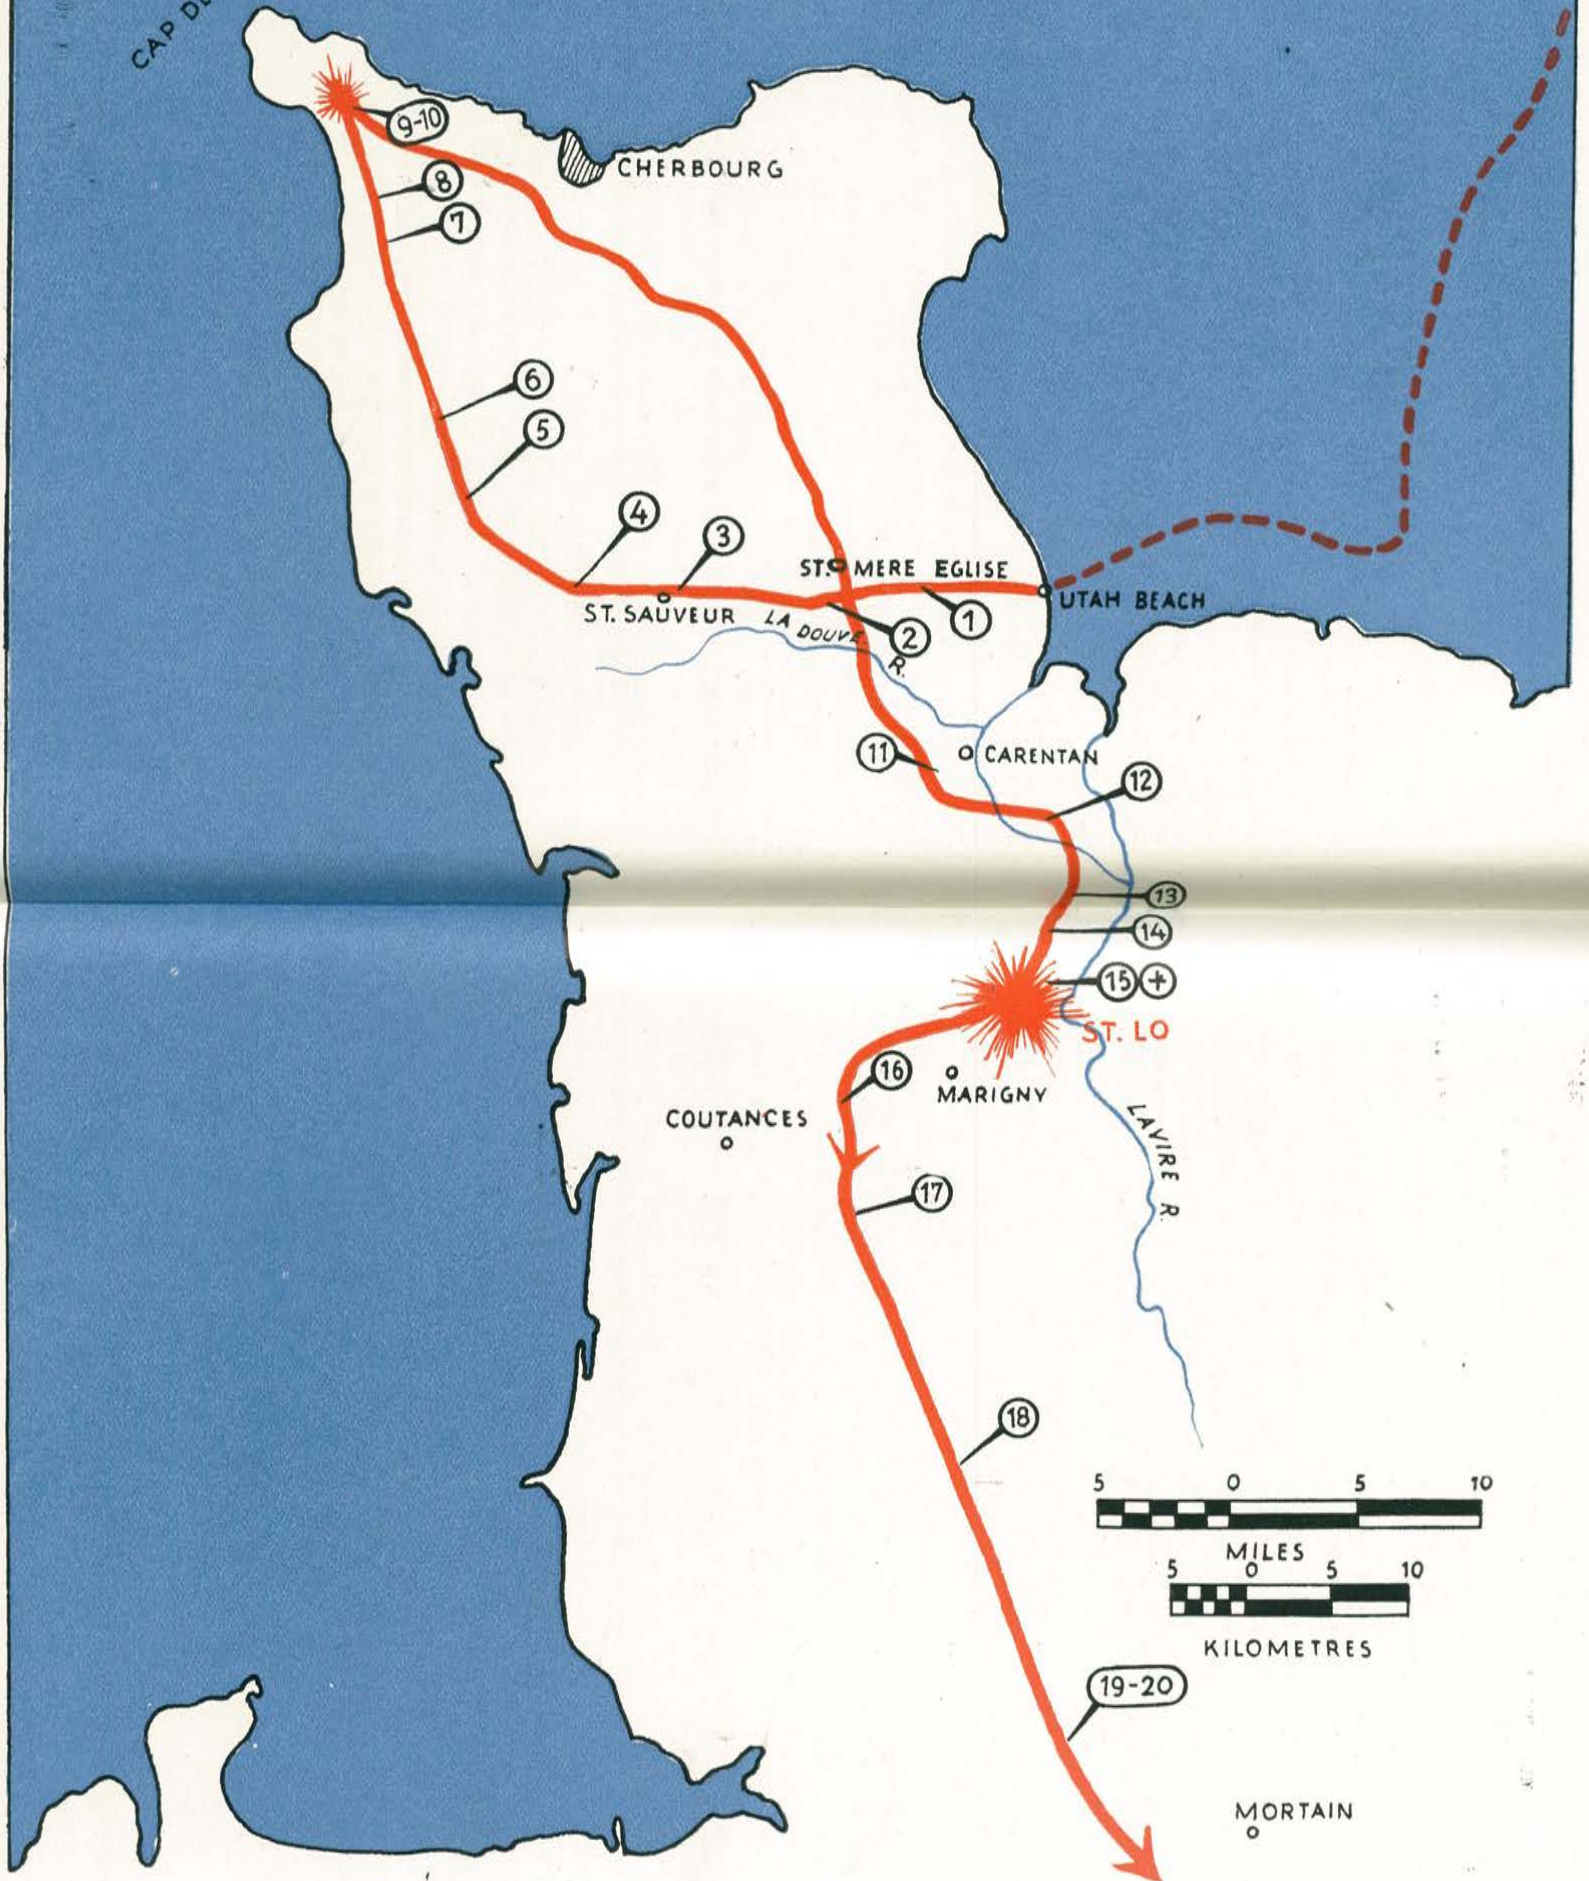 CAP
9-10
CHERBOURG
8
7
6
5
4
3
ST. MERE EGLISE
UTAH BEACH
1
ST. SAUVEUR
LA DOUVE R.
2
11
CARENTAN
12
13
14
15 +
ST. LO
16
MARIGNY
COUTANCES
LAVIRE R.
17
18
5 0 5 10
MILES
5 0 5 10
KILOMETRES
19-20
MORTAIN